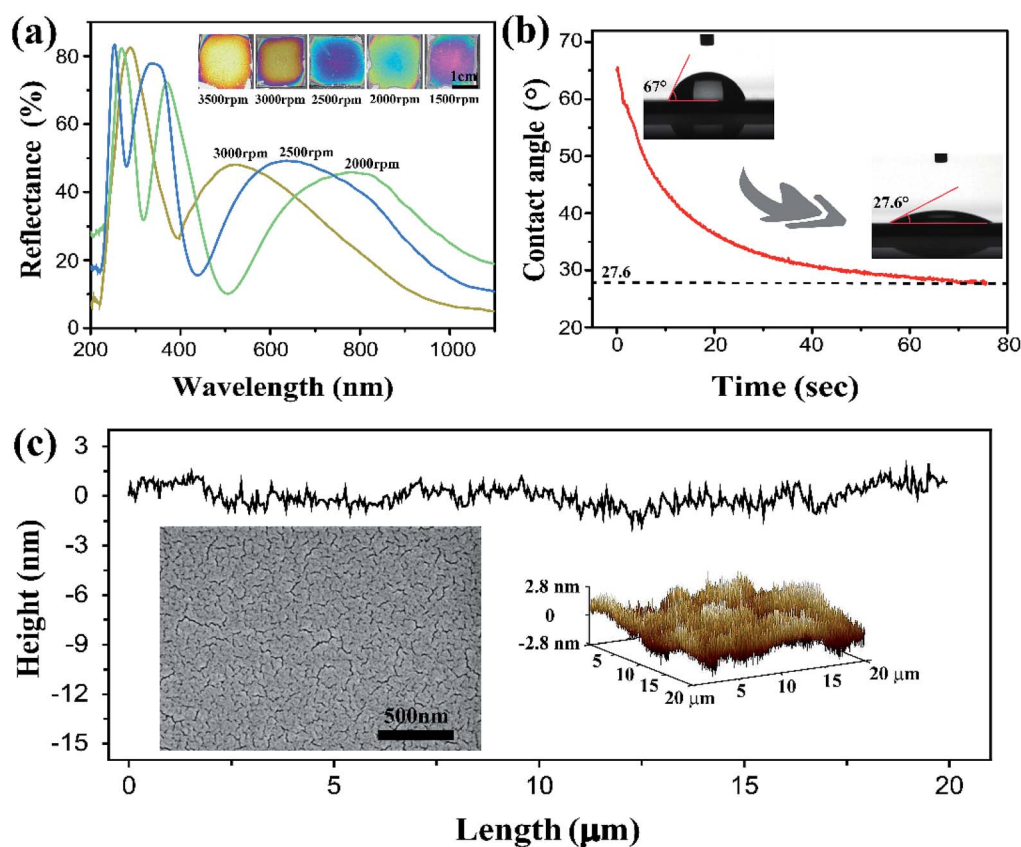 (a)
80
60
40
20
0
Reflectance (%)
200 400 600 800 1000
Wavelength (nm)
3500rpm 3000rpm 2500rpm 2000rpm 1500rpm
1cm
3000rpm 2500rpm 2000rpm
(b)
70
60
50
40
30
20
Contact angle (°)
67°
27.6°
27.6
0 20 40 60 80
Time (sec)
(c)
3
0
-3
-6
-9
-12
-15
Height (nm)
500nm
2.8 nm
0
-2.8 nm
5
10
15
20 μm
5
10
15
20 μm
0 5 10 15 20
Length (μm)